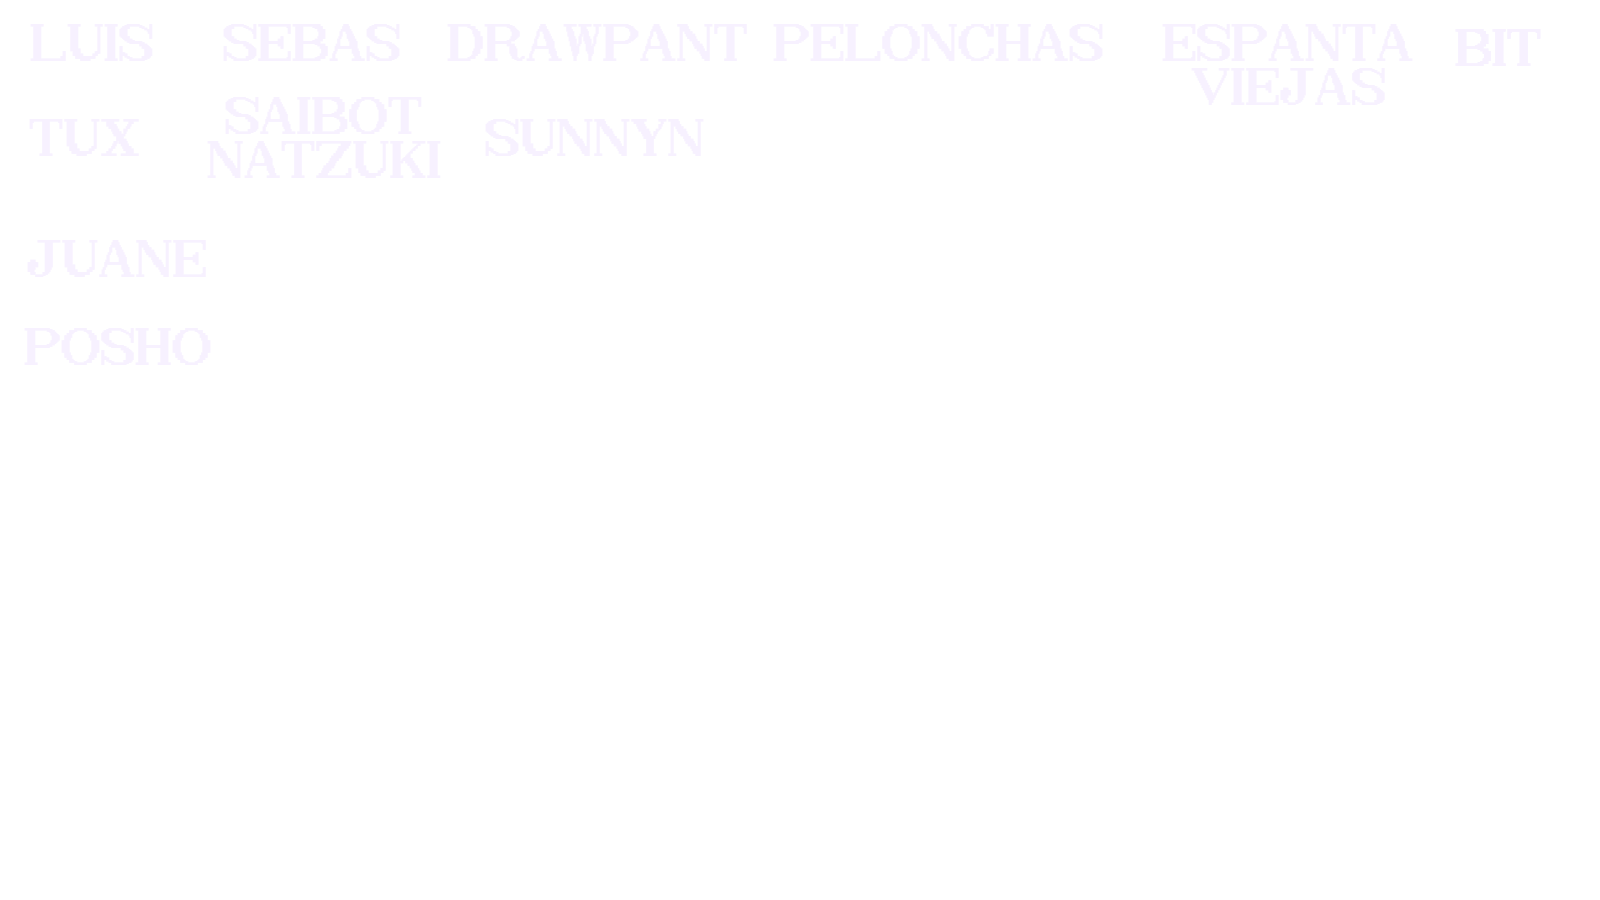 LUIS
SEBAS
DRAWPANT
PELONCHAS
ESPANTA
VIEJAS
BIT
TUX
SAIBOT
NATZUKI
SUNNYN
JUANE
POSHO